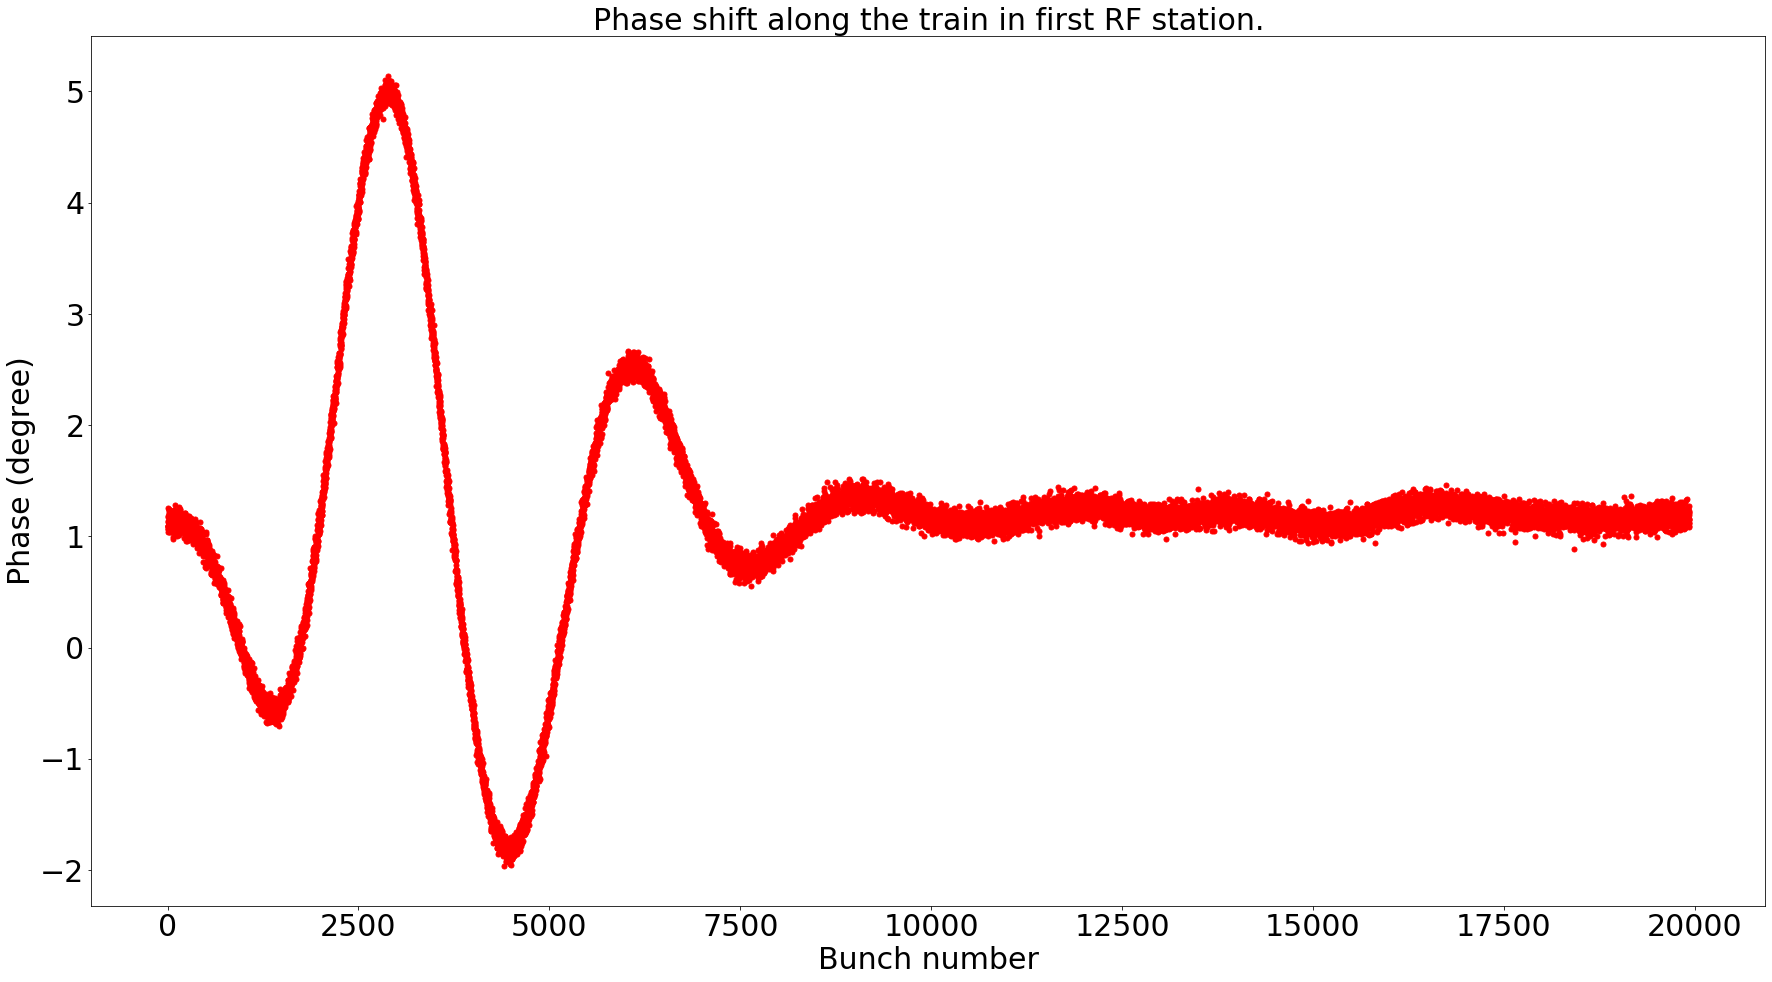 Phase shift along the train in first RF station.
5
4
3
2
1
0
−1
−2
Phase (degree)
0 2500 5000 7500 10000 12500 15000 17500 20000
Bunch number